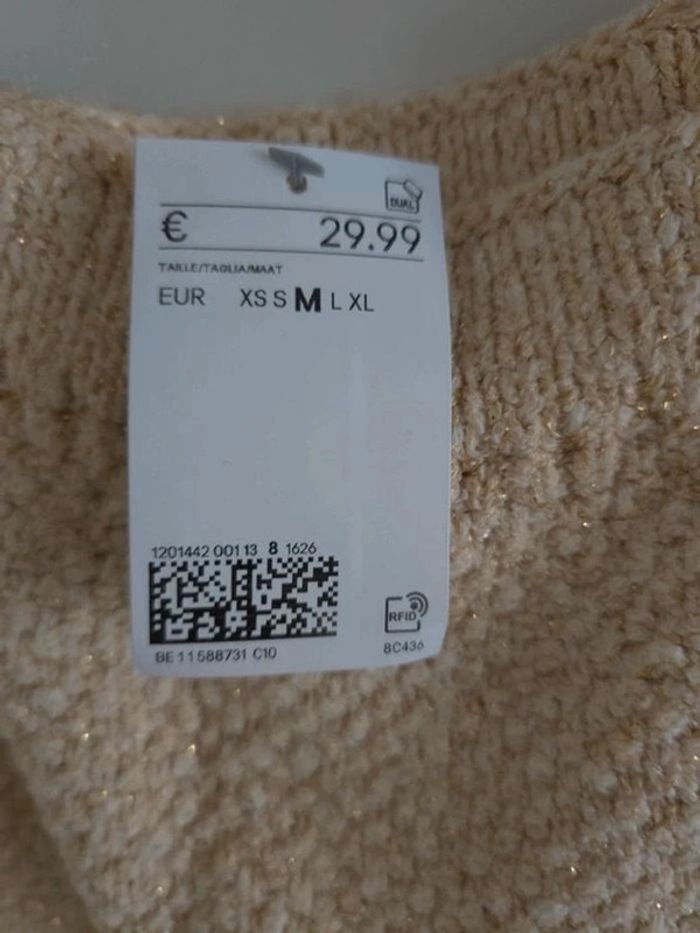 DUAL
€ 29.99
TAILLE/TAGLIA/MAAT
EUR XS S M L XL
1201442 001 13 8 1626
RFID
BE 11588731 C10
8C436